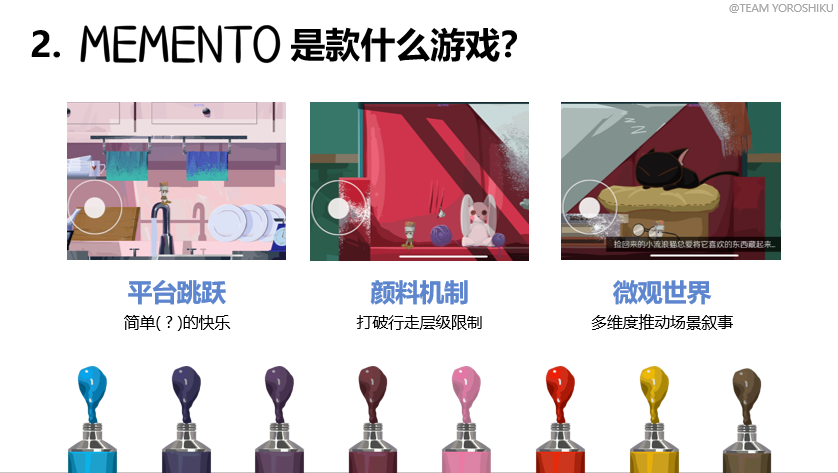 @TEAM YOROSHIKU
2. MEMENTO 是款什么游戏？
z z
捡回来的小流浪猫总爱将它喜欢的东西藏起来...
平台跳跃
颜料机制
微观世界
简单(？)的快乐
打破行走层级限制
多维度推动场景叙事